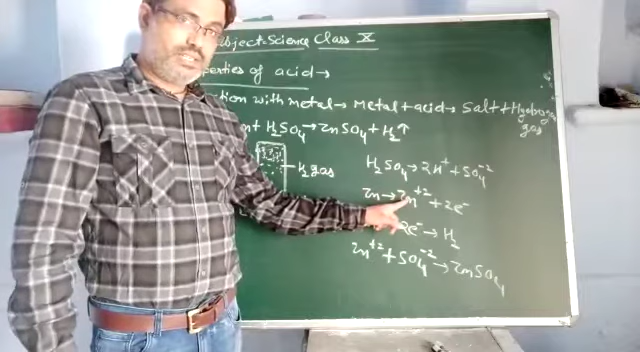 Subject=Science Class X
perties of acid→
tion with metal→ Metal+acid→ Salt+Hydrogen gas
Zn+ H₂SO₄→ZnSO₄+H₂↑
H₂ gas
H₂SO₄→2H⁺+SO₄⁻²
Zn→Zn⁺²+2e⁻
2e⁻→H₂
Zn⁺²+SO₄⁻²→ZnSO₄